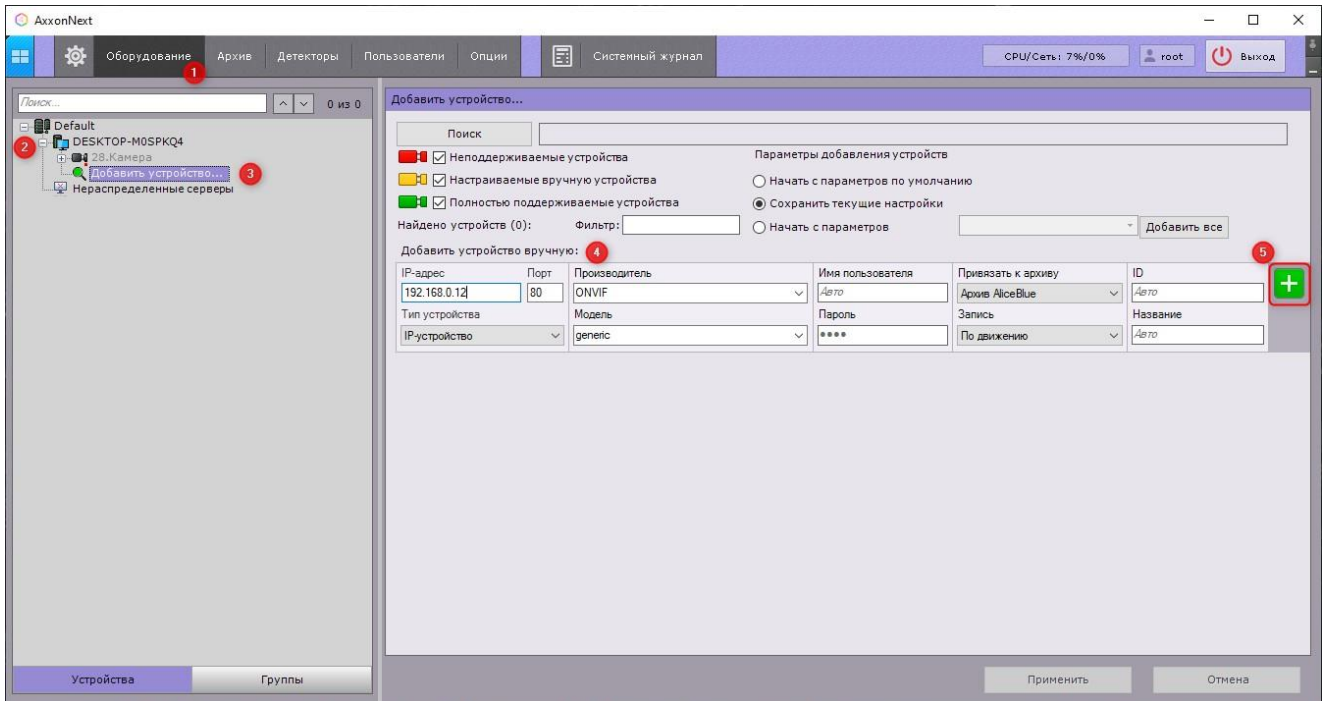 AxxonNext
Оборудование Архив Детекторы Пользователи Опции Системный журнал CPU/Сеть: 7%/0% root Выход
1
Поиск... 0 из 0
Default
2 DESKTOP-M0SPKQ4
28.Камера
Добавить устройство... 3
Нераспределенные серверы
Добавить устройство...
Поиск
Неподдерживаемые устройства
Настраиваемые вручную устройства
Полностью поддерживаемые устройства
Параметры добавления устройств
Начать с параметров по умолчанию
Сохранить текущие настройки
Найдено устройств (0): Фильтр: Начать с параметров Добавить все
Добавить устройство вручную: 4 5
IP-адрес Порт Производитель Имя пользователя Привязать к архиву ID
192.168.0.12 80 ONVIF Авто Архив AliceBlue Авто
Тип устройства Модель Пароль Запись Название
IP-устройство generic •••• По движению Авто
Устройства Группы Применить Отмена